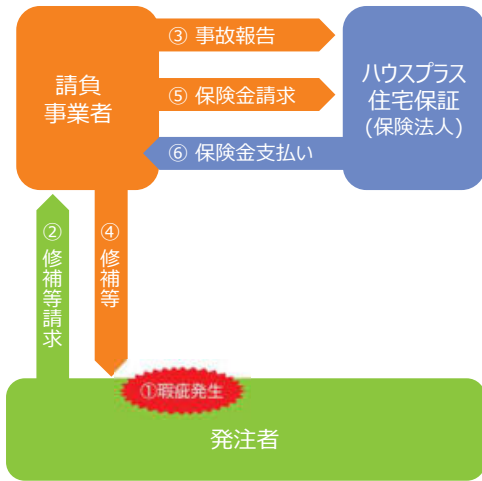 請負
事業者
③ 事故報告
⑤ 保険金請求
⑥ 保険金支払い
ハウスプラス
住宅保証
(保険法人)
②修補等請求
④修補等
①瑕疵発生
発注者